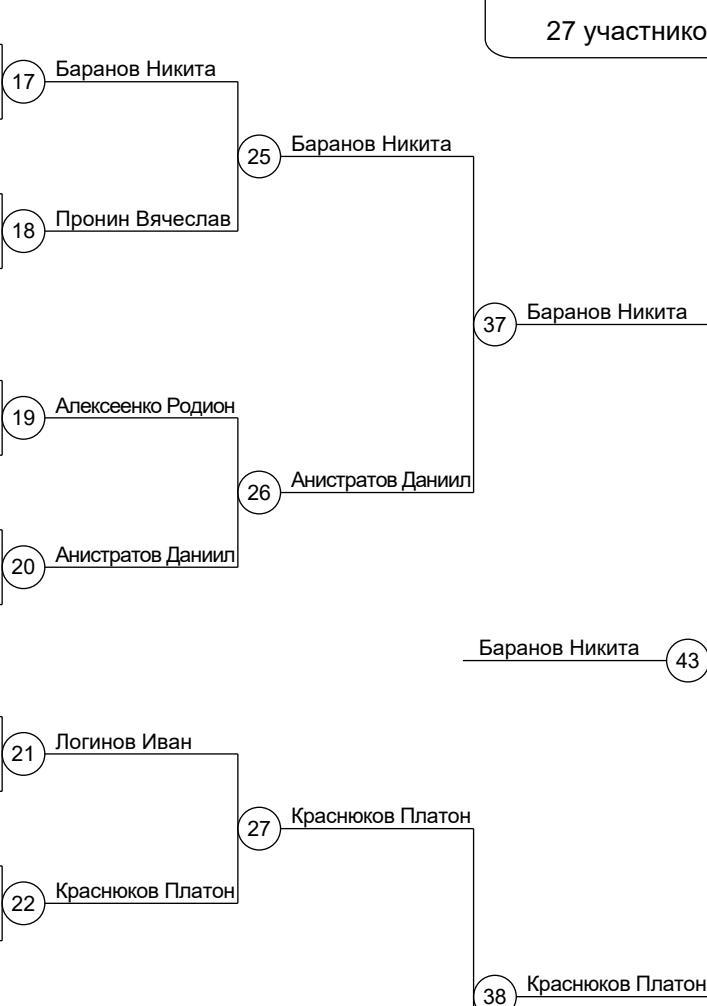 27 участнико
17 Баранов Никита
25 Баранов Никита
18 Пронин Вячеслав
37 Баранов Никита
19 Алексеенко Родион
26 Анистратов Даниил
20 Анистратов Даниил
Баранов Никита 43
21 Логинов Иван
27 Краснюков Платон
22 Краснюков Платон
38 Краснюков Платон